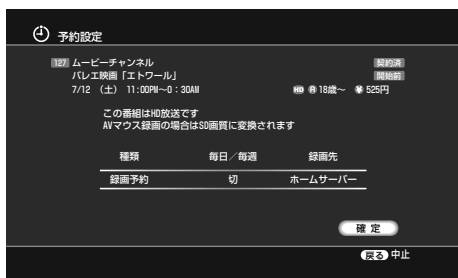 予約設定
127 ムービーチャンネル 契約済
バレエ映画「エトワール」 開始前
7/12 (土) 11:00PM〜0:30AM HD 18歳〜 ¥ 525円
この番組はHD放送です
AVマウス録画の場合はSD画質に変換されます
種類 毎日/毎週 録画先
録画予約 切 ホームサーバー
確定
戻る 中止